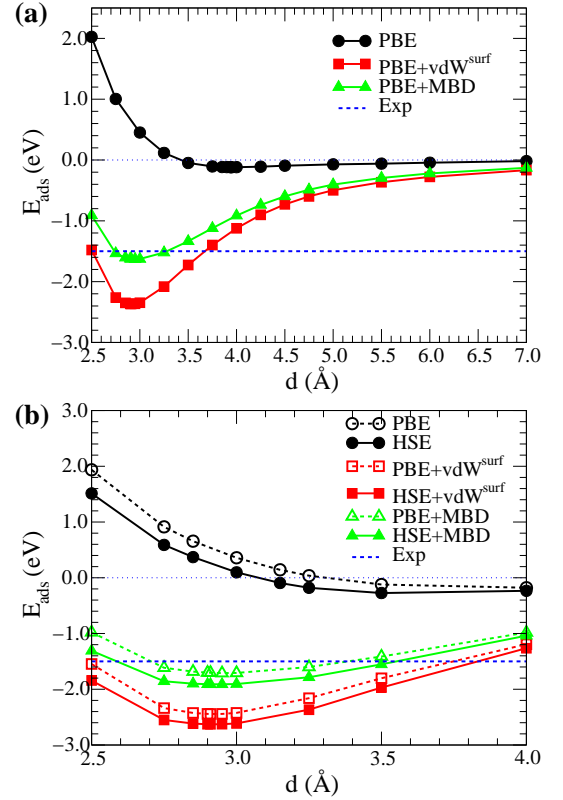 (a)
2.0
1.0
0.0
−1.0
−2.0
−3.0
E_ads (eV)
PBE
PBE+vdW^surf
PBE+MBD
Exp
2.5 3.0 3.5 4.0 4.5 5.0 5.5 6.0 7.0
d (Å)
(b)
3.0
2.0
1.0
0.0
−1.0
−2.0
−3.0
E_ads (eV)
PBE
HSE
PBE+vdW^surf
HSE+vdW^surf
PBE+MBD
HSE+MBD
Exp
2.5 3.0 3.5 4.0
d (Å)